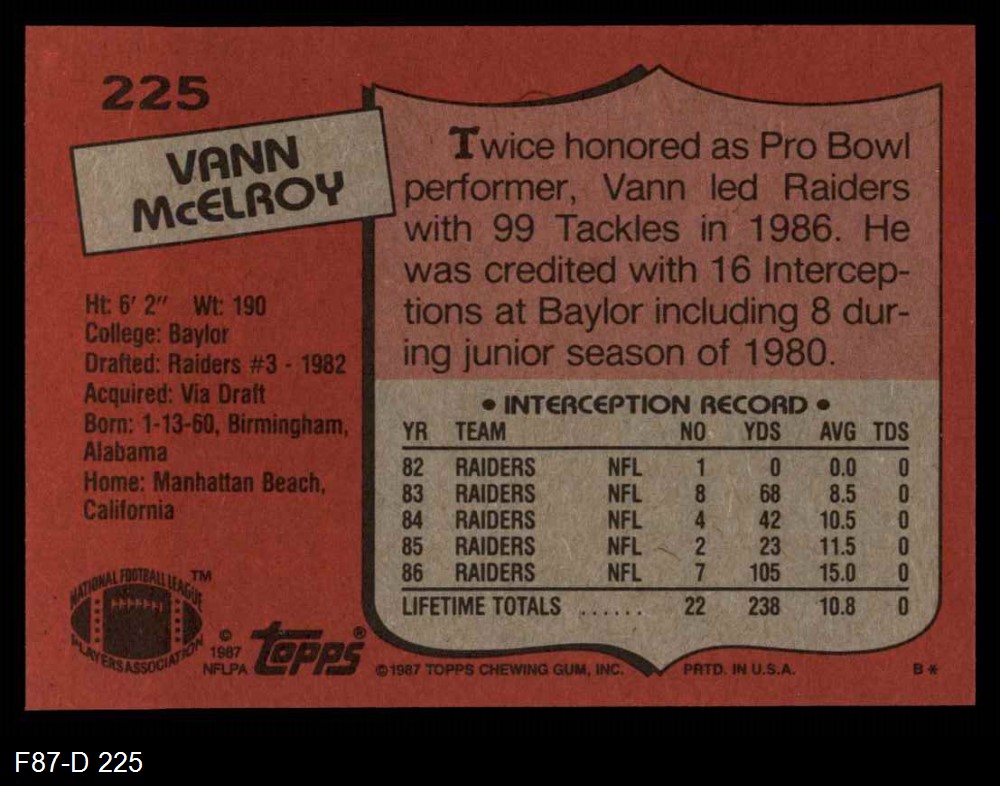 225
VANN
McELROY
Ht: 6' 2" Wt: 190
College: Baylor
Drafted: Raiders #3 - 1982
Acquired: Via Draft
Born: 1-13-60, Birmingham,
Alabama
Home: Manhattan Beach,
California
Twice honored as Pro Bowl
performer, Vann led Raiders
with 99 Tackles in 1986. He
was credited with 16 Intercep-
tions at Baylor including 8 dur-
ing junior season of 1980.
• INTERCEPTION RECORD •
YR TEAM NO YDS AVG TDS
82 RAIDERS NFL 1 0 0.0 0
83 RAIDERS NFL 8 68 8.5 0
84 RAIDERS NFL 4 42 10.5 0
85 RAIDERS NFL 2 23 11.5 0
86 RAIDERS NFL 7 105 15.0 0
LIFETIME TOTALS ...... 22 238 10.8 0
NATIONAL FOOTBALL LEAGUE TM
PLAYERS ASSOCIATION
©
1987
NFLPA
Topps®
©1987 TOPPS CHEWING GUM, INC. PRTD. IN U.S.A. B*
F87-D 225